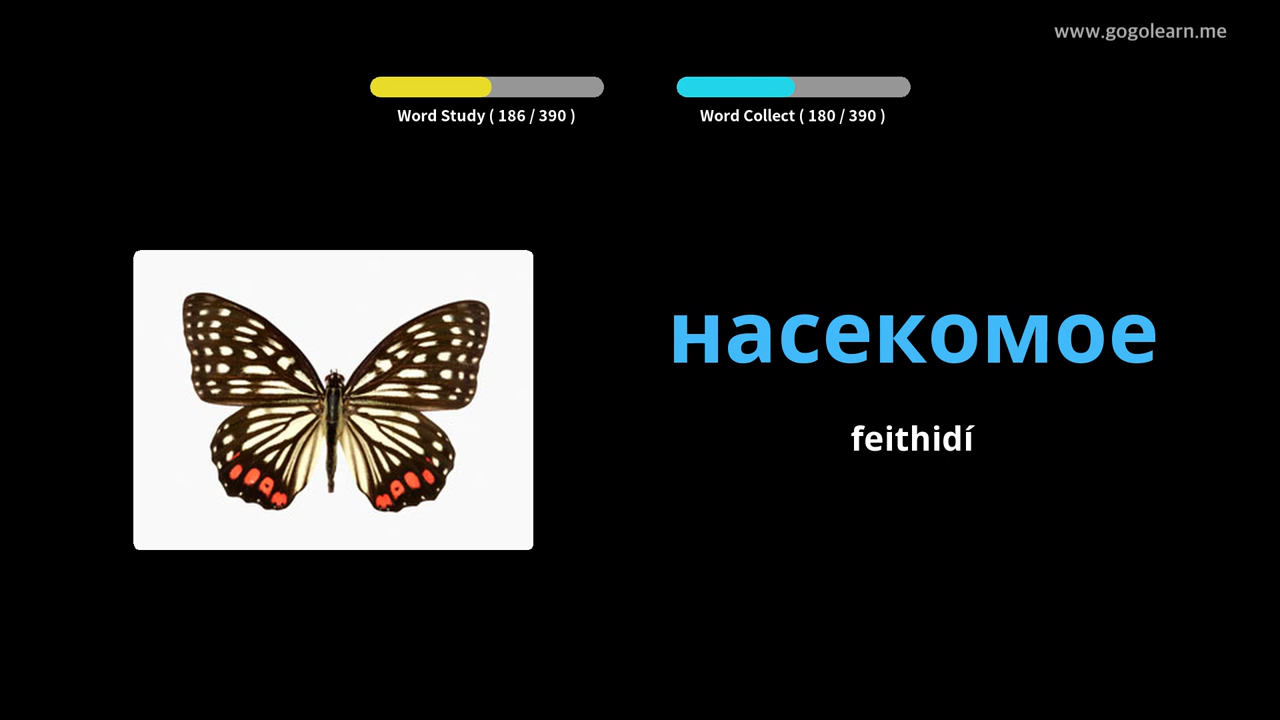 www.gogolearn.me
Word Study ( 186 / 390 )
Word Collect ( 180 / 390 )
насекомое
feithidí